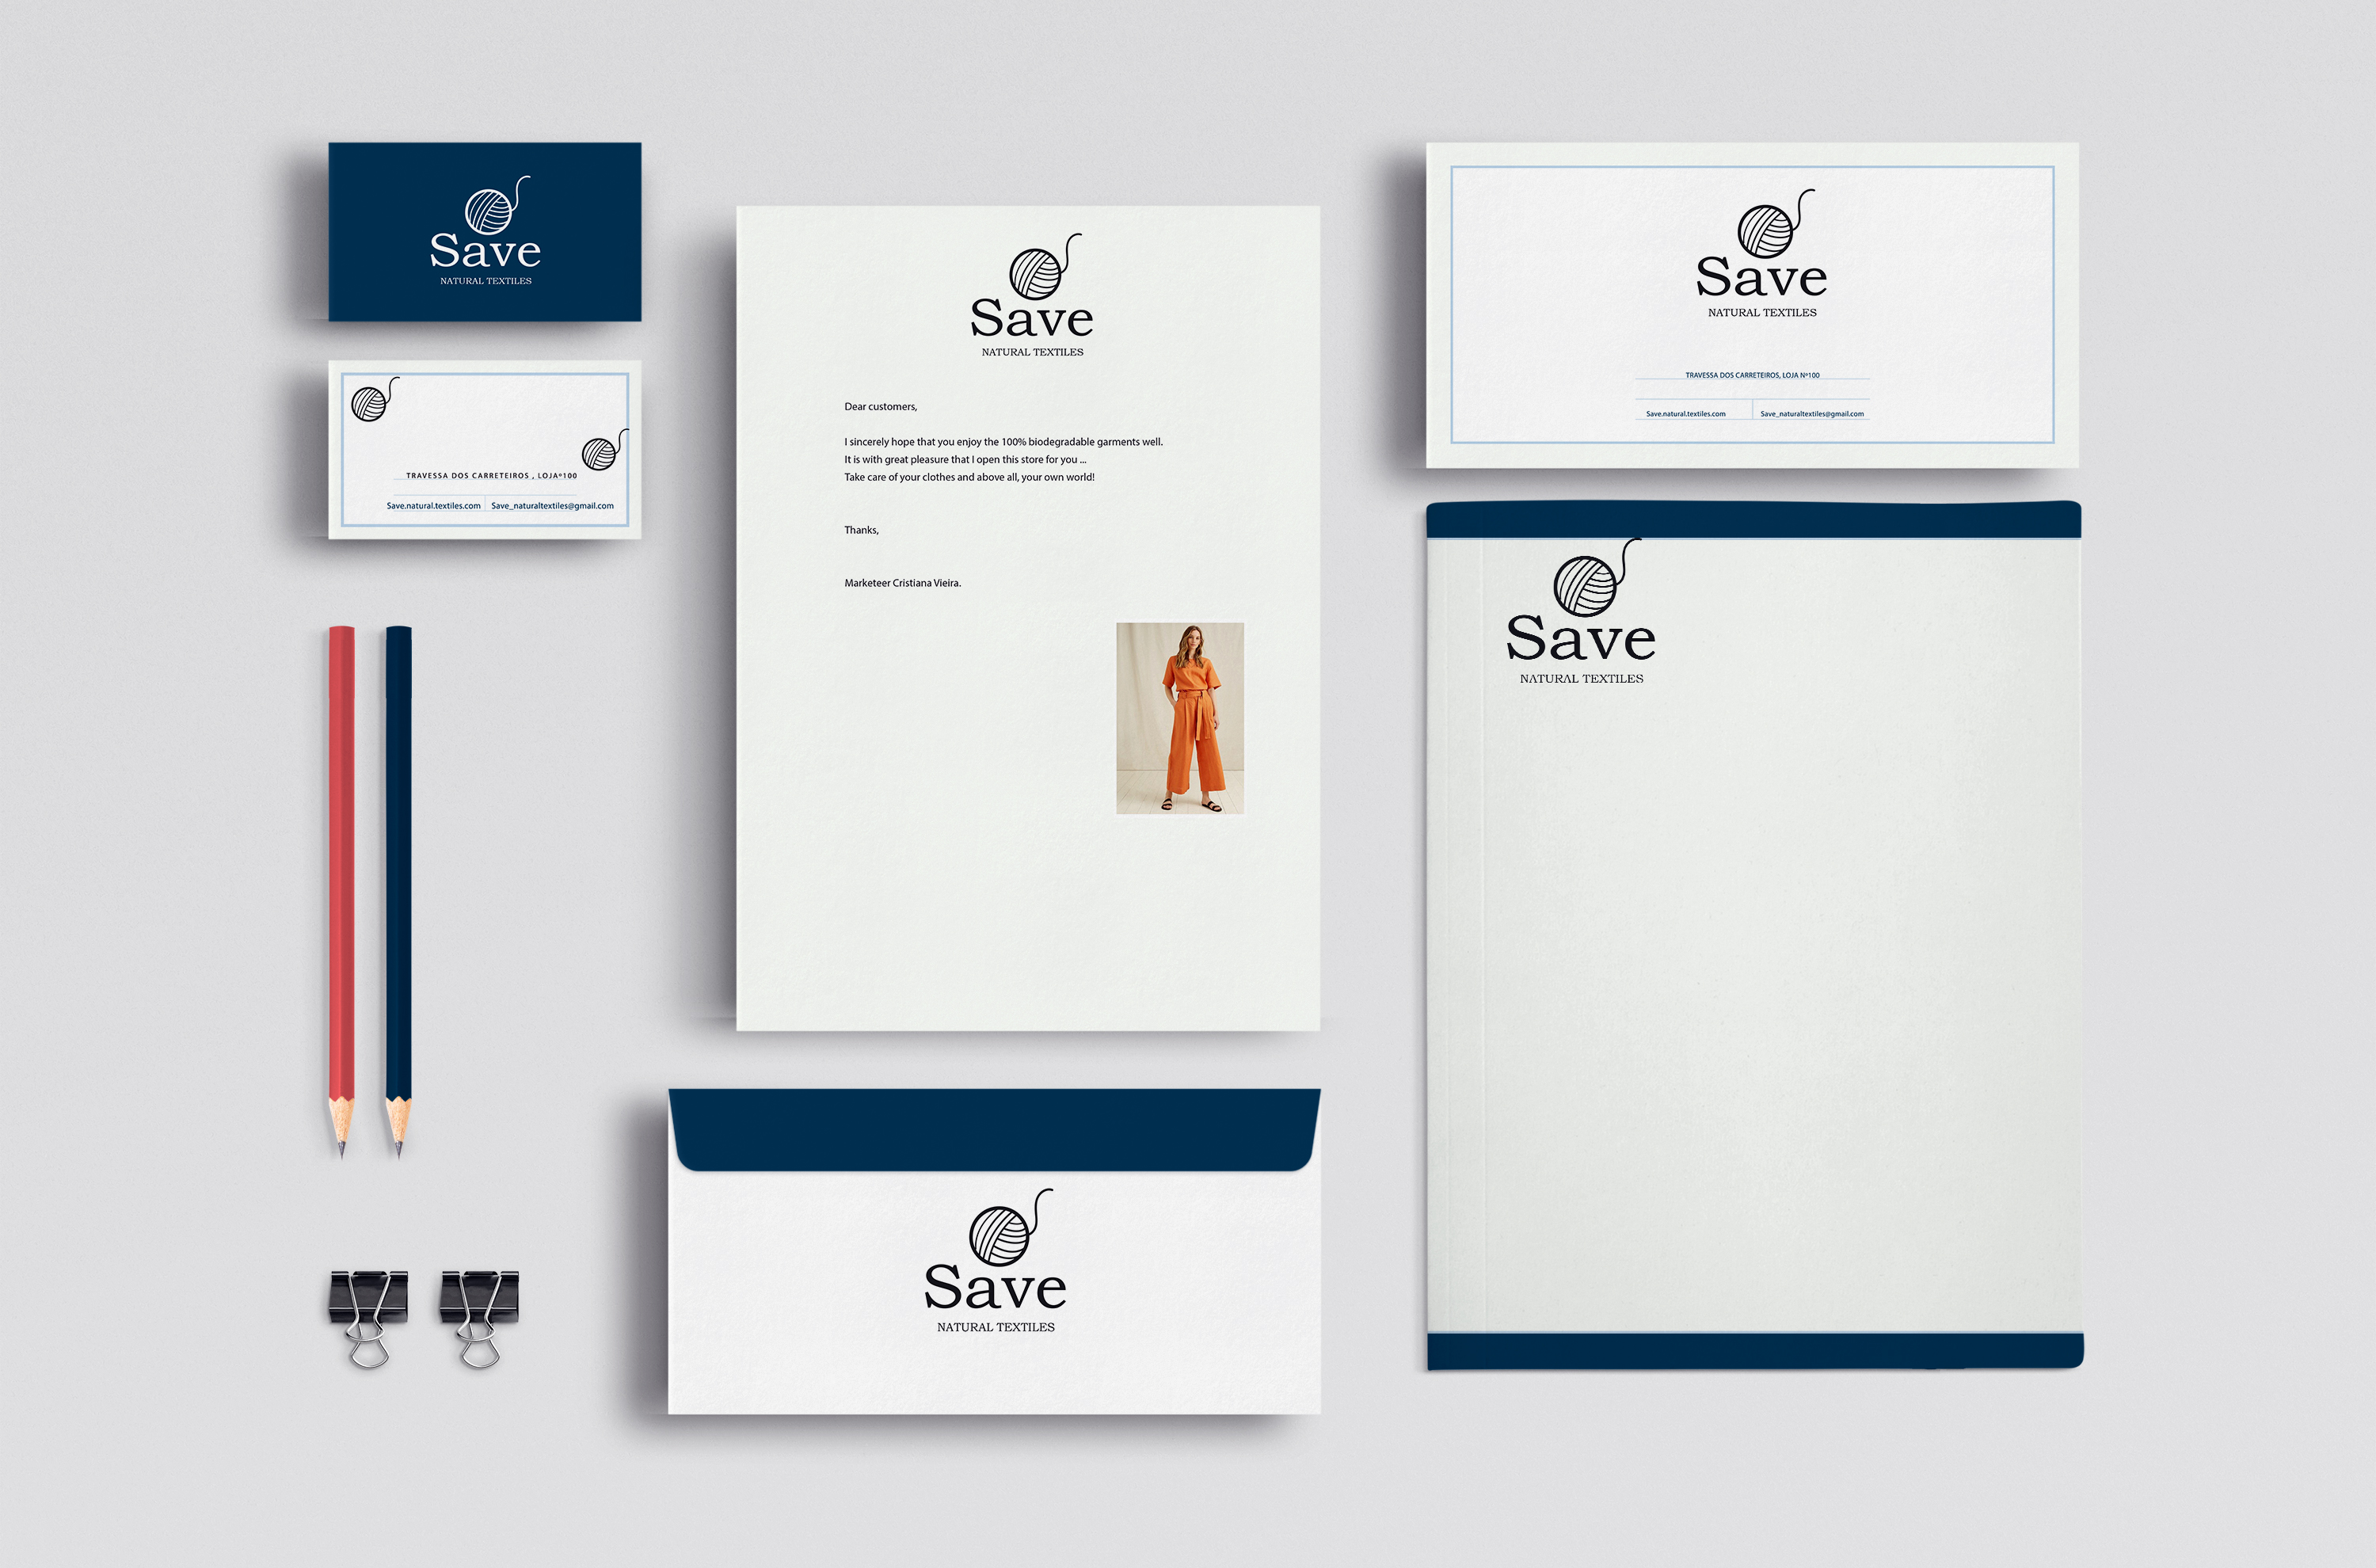 Save
NATURAL TEXTILES
TRAVESSA DOS CARRETEIROS , LOJAº100
Save.natural.textiles.com
Save_naturaltextiles@gmail.com
Save
NATURAL TEXTILES
Dear customers,
I sincerely hope that you enjoy the 100% biodegradable garments well.
It is with great pleasure that I open this store for you ...
Take care of your clothes and above all, your own world!
Thanks,
Marketeer Cristiana Vieira.
Save
NATURAL TEXTILES
Save
NATURAL TEXTILES
TRAVESSA DOS CARRETEIROS, LOJA Nº100
Save.natural.textiles.com
Save_naturaltextiles@gmail.com
Save
NATURAL TEXTILES